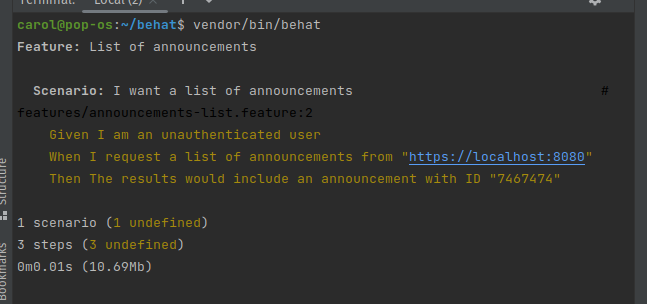 Terminal: Local (2) × + ∨
carol@pop-os:~/behat$ vendor/bin/behat
Feature: List of announcements
Scenario: I want a list of announcements #
features/announcements-list.feature:2
Given I am an unauthenticated user
When I request a list of announcements from "https://localhost:8080"
Then The results would include an announcement with ID "7467474"
1 scenario (1 undefined)
3 steps (3 undefined)
0m0.01s (10.69Mb)
Structure
Bookmarks